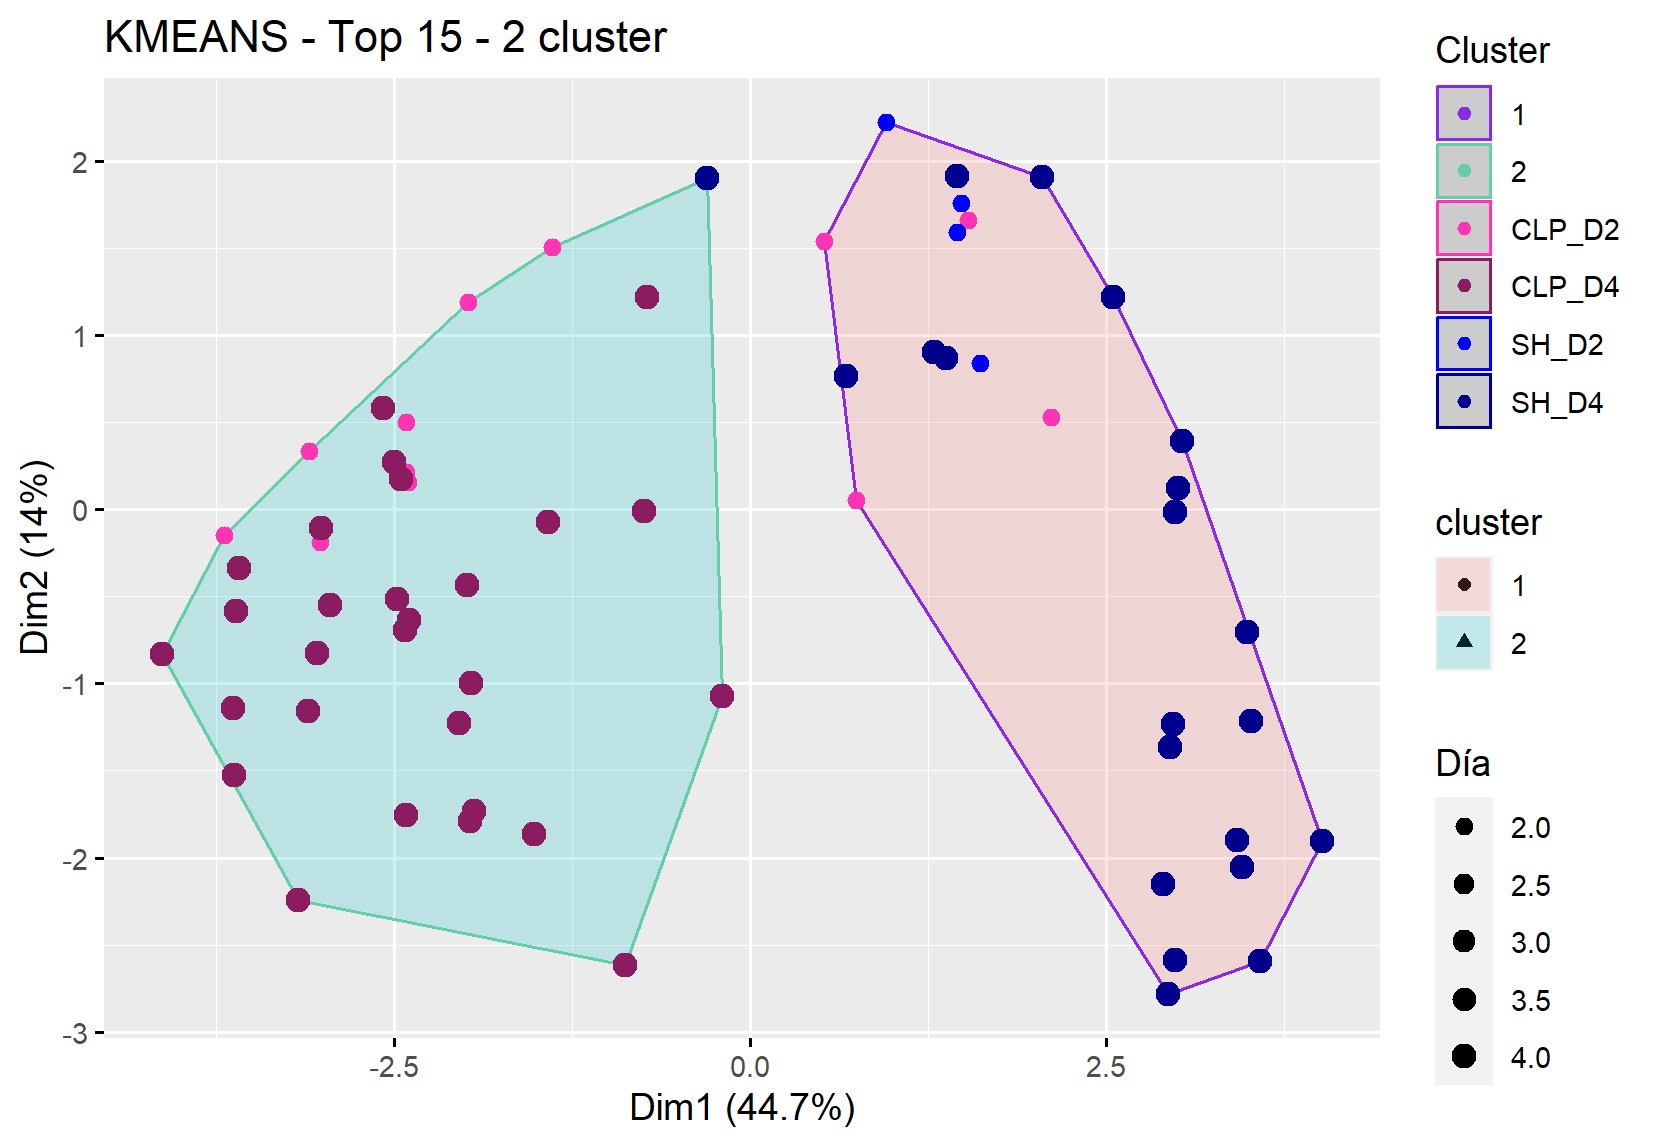 KMEANS - Top 15 - 2 cluster
2
1
0
-1
-2
-3
Dim2 (14%)
-2.5
0.0
2.5
Dim1 (44.7%)
Cluster
1
2
CLP_D2
CLP_D4
SH_D2
SH_D4
cluster
1
2
Día
2.0
2.5
3.0
3.5
4.0